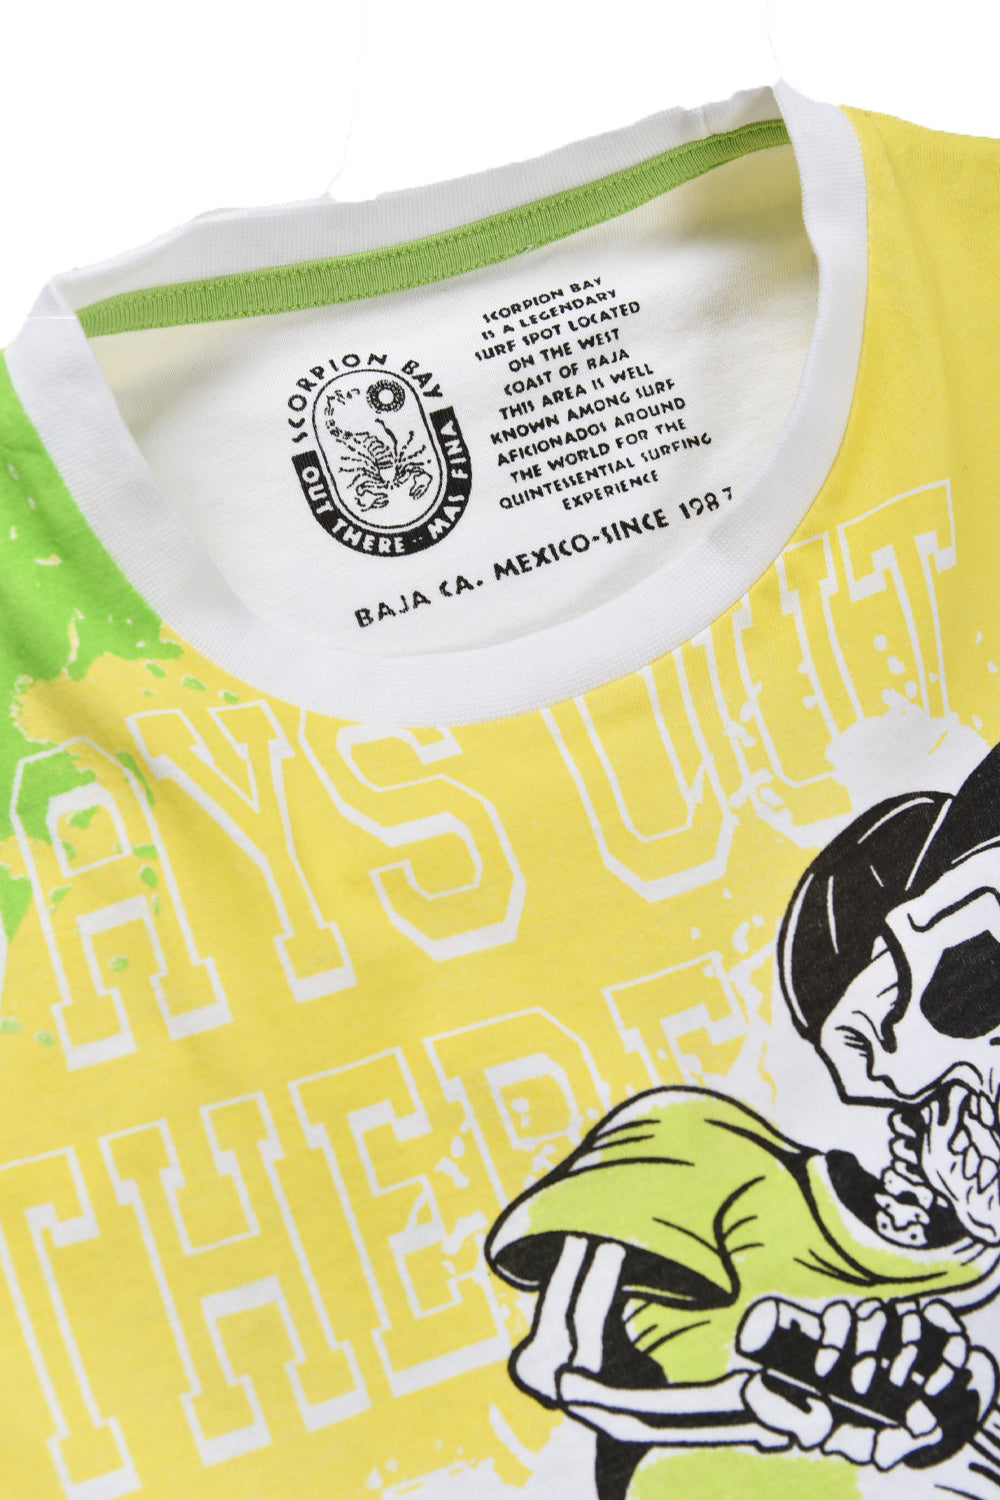 SCORPION BAY
OUT THERE - MAS FINA
SCORPION BAY
IS A LEGENDARY
SURF SPOT LOCATED
ON THE WEST
COAST OF BAJA
THIS AREA IS WELL
KNOWN AMONG SURF
AFICIONADOS AROUND
THE WORLD FOR THE
QUINTESSENTIAL SURFING
EXPERIENCE
BAJA CA. MEXICO-SINCE 1987
AYS OUT
THERE